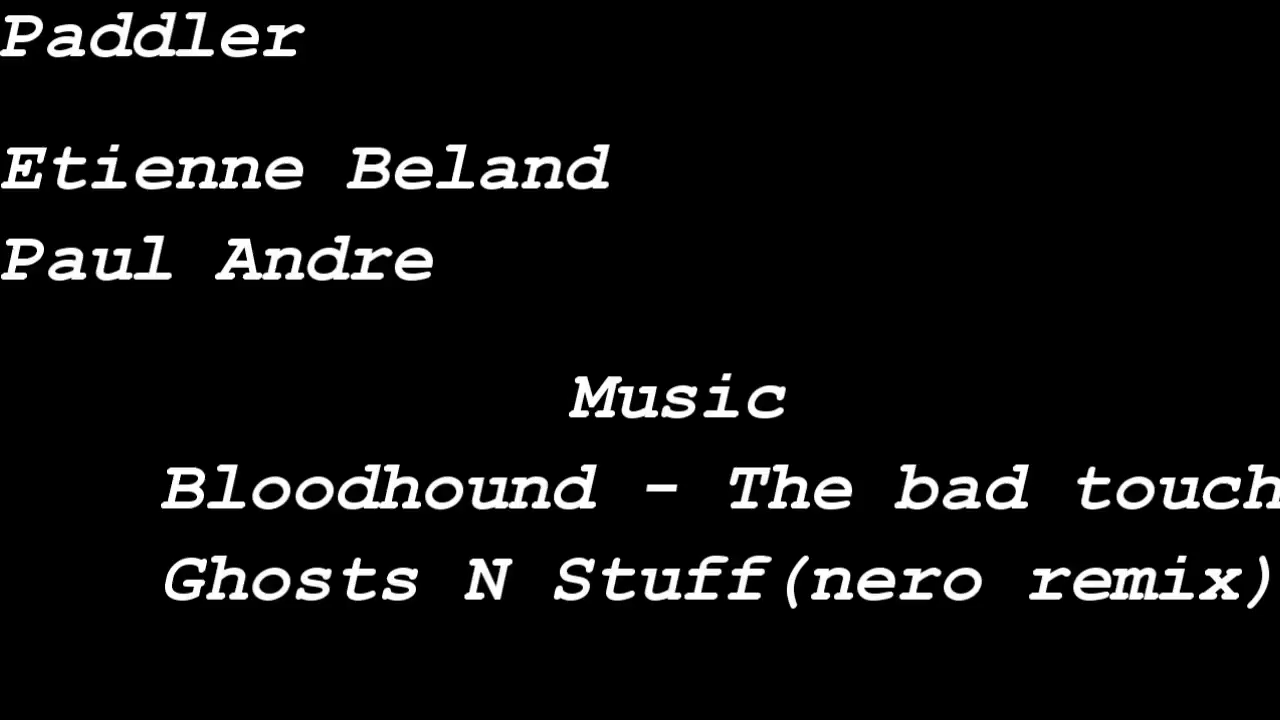 Paddler
Etienne Beland
Paul Andre
Music
Bloodhound - The bad touch
Ghosts N Stuff(nero remix)